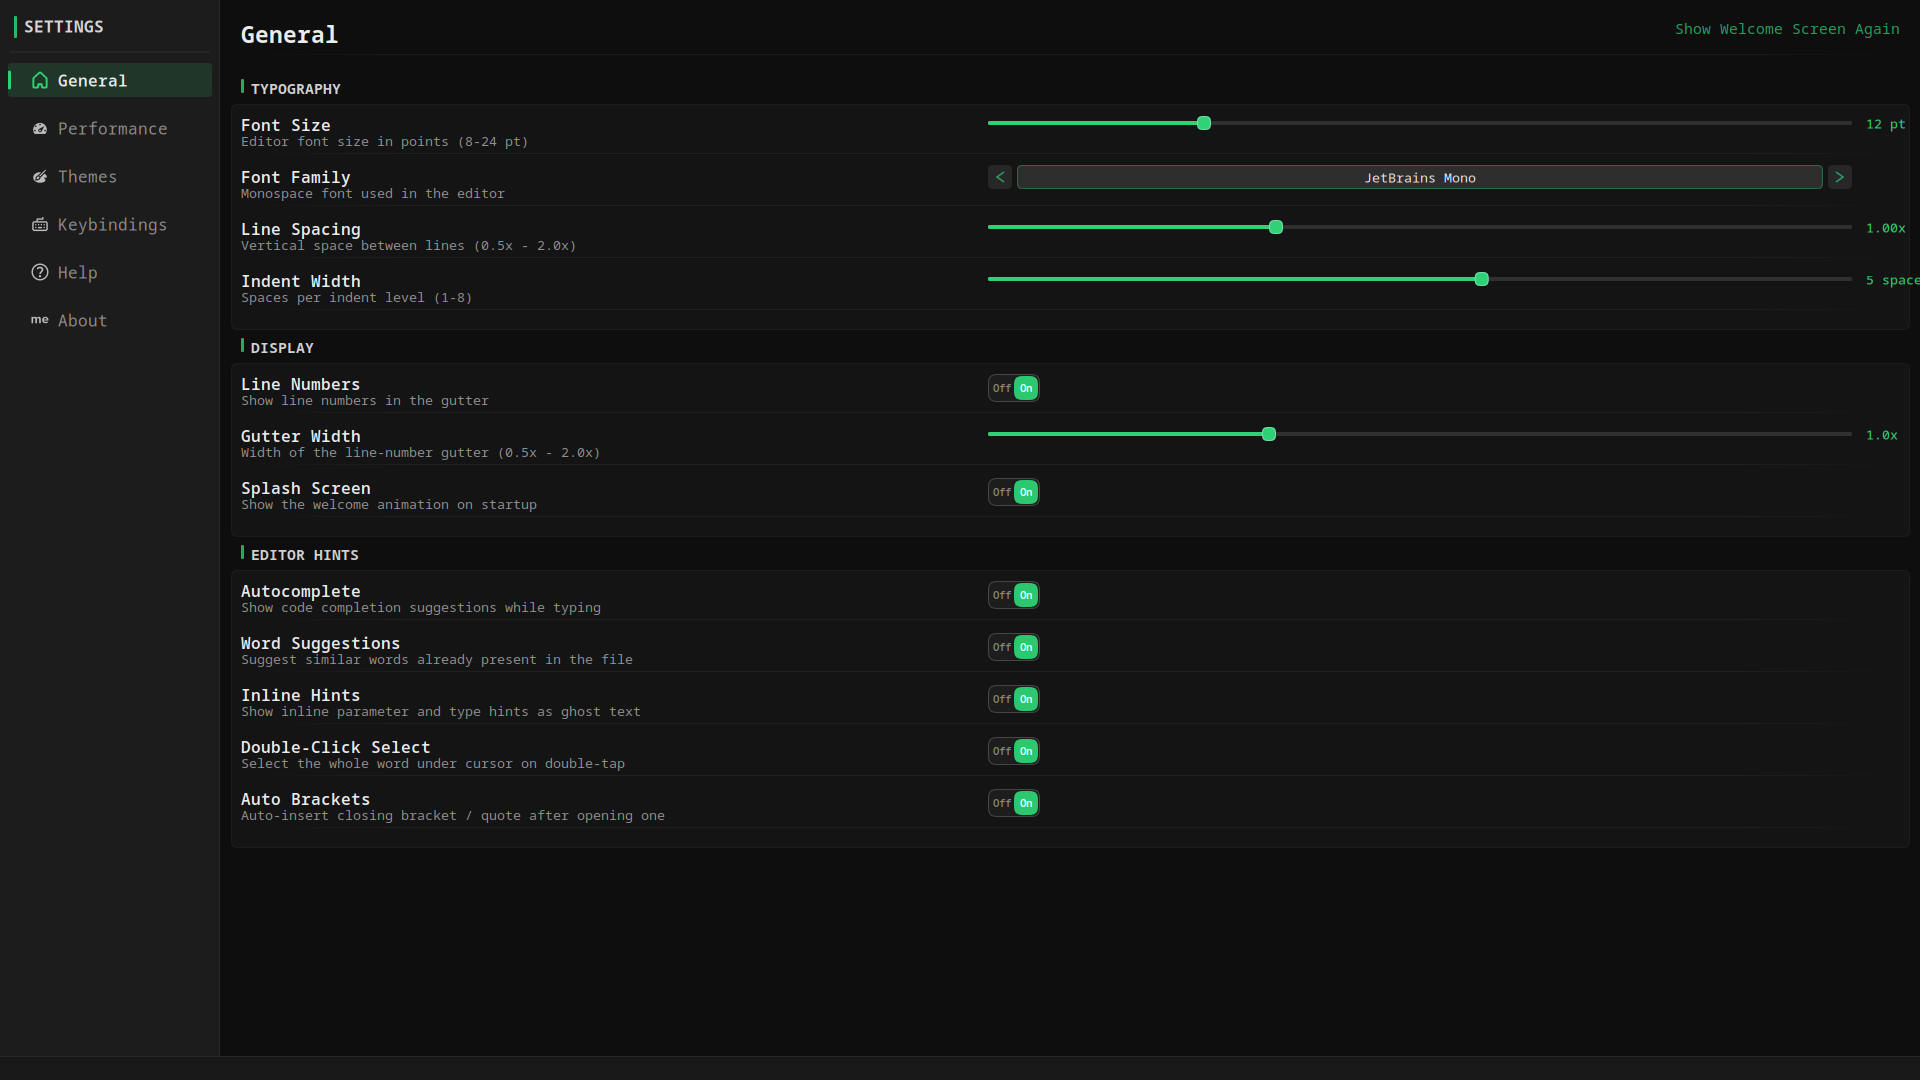 SETTINGS
General
Performance
Themes
Keybindings
Help
me About
General
Show Welcome Screen Again
TYPOGRAPHY
Font Size
Editor font size in points (8-24 pt)
12 pt
Font Family
Monospace font used in the editor
< JetBrains Mono >
Line Spacing
Vertical space between lines (0.5x - 2.0x)
1.00x
Indent Width
Spaces per indent level (1-8)
5 space
DISPLAY
Line Numbers
Show line numbers in the gutter
Off On
Gutter Width
Width of the line-number gutter (0.5x - 2.0x)
1.0x
Splash Screen
Show the welcome animation on startup
Off On
EDITOR HINTS
Autocomplete
Show code completion suggestions while typing
Off On
Word Suggestions
Suggest similar words already present in the file
Off On
Inline Hints
Show inline parameter and type hints as ghost text
Off On
Double-Click Select
Select the whole word under cursor on double-tap
Off On
Auto Brackets
Auto-insert closing bracket / quote after opening one
Off On